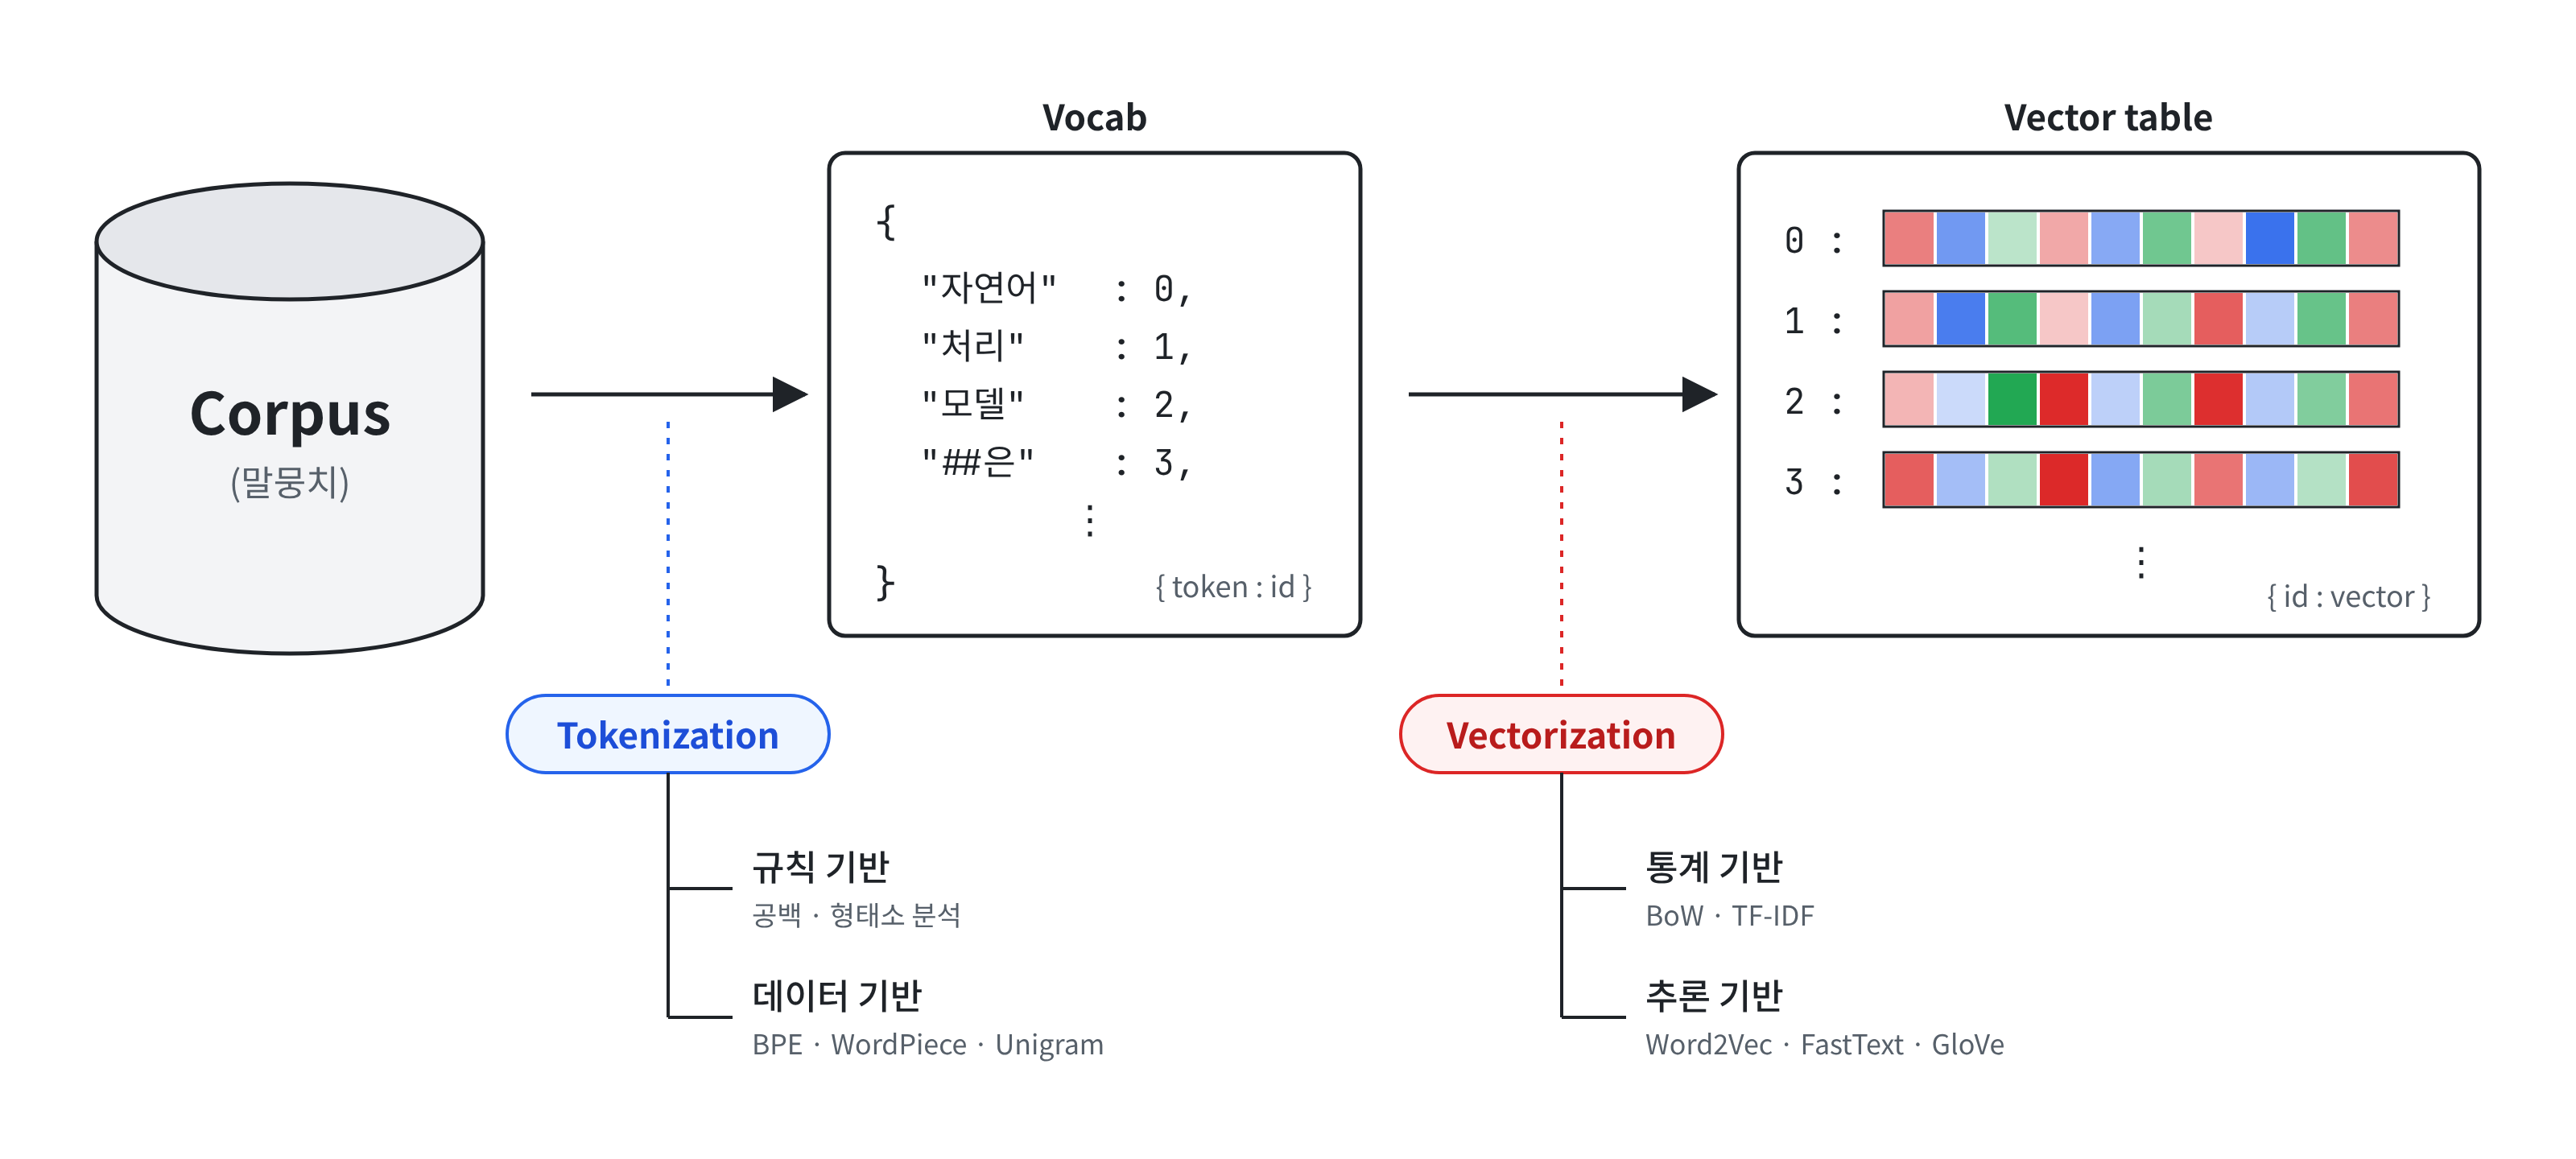 Corpus
(말뭉치)
Vocab
{
"자연어" : 0,
"처리" : 1,
"모델" : 2,
"##은" : 3,
⋮
}
{ token : id }
Vector table
0 :
1 :
2 :
3 :
⋮
{ id : vector }
Tokenization
규칙 기반
공백 · 형태소 분석
데이터 기반
BPE · WordPiece · Unigram
Vectorization
통계 기반
BoW · TF-IDF
추론 기반
Word2Vec · FastText · GloVe